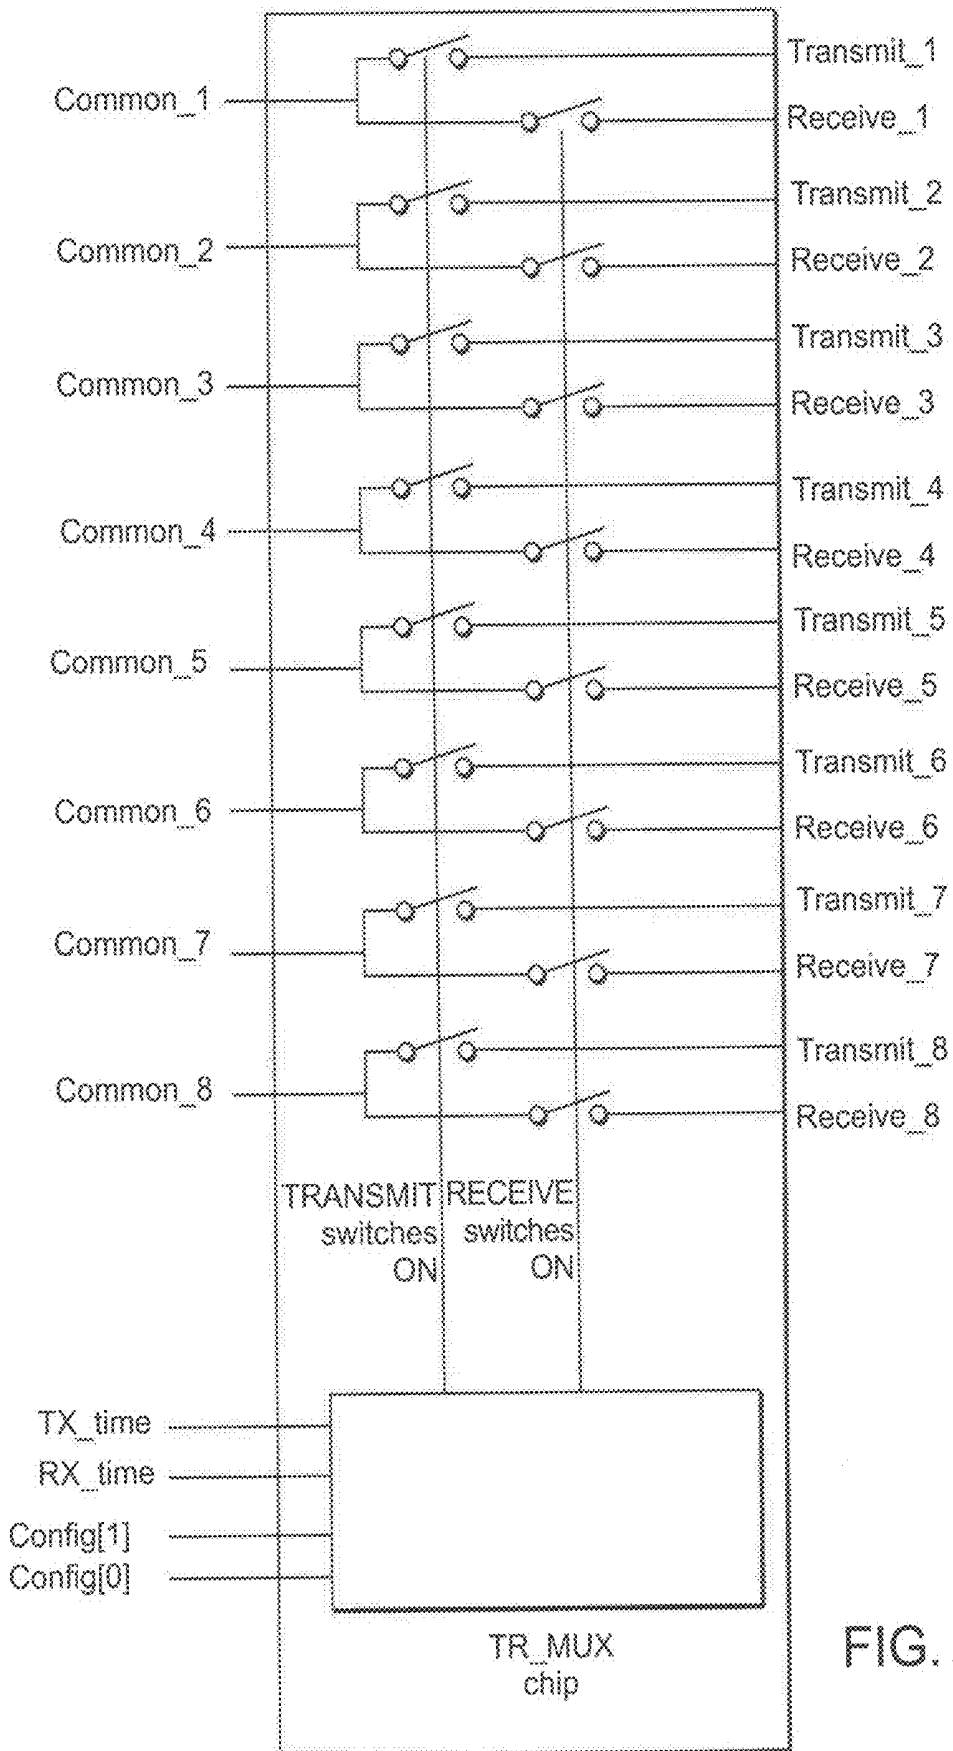 Transmit_1
Common_1
Receive_1
Transmit_2
Common_2
Receive_2
Transmit_3
Common_3
Receive_3
Transmit_4
Common_4
Receive_4
Transmit_5
Common_5
Receive_5
Transmit_6
Common_6
Receive_6
Transmit_7
Common_7
Receive_7
Transmit_8
Common_8
Receive_8
TRANSMIT
switches
ON
RECEIVE
switches
ON
TX_time
RX_time
Config[1]
Config[0]
TR_MUX
chip
FIG.